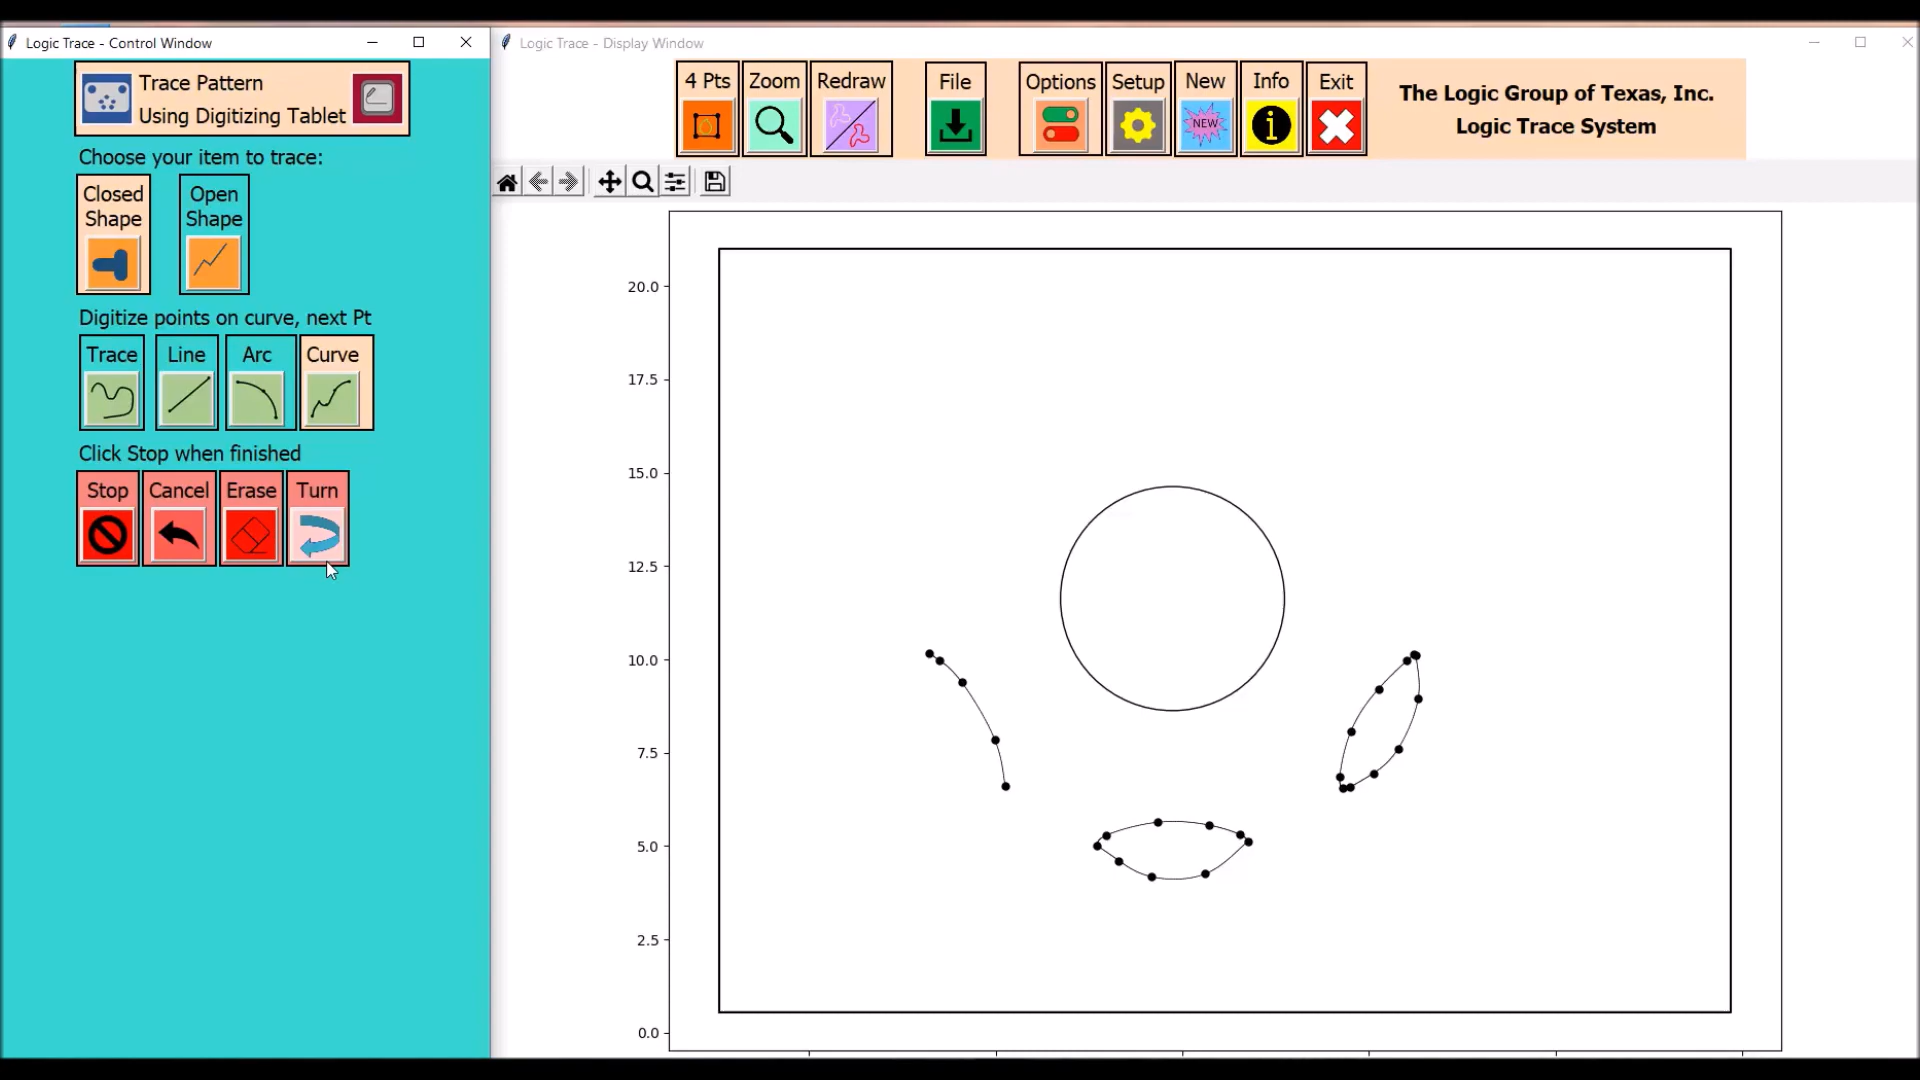 Logic Trace - Control Window
Trace Pattern
Using Digitizing Tablet
Choose your item to trace:
Closed
Shape
Open
Shape
Digitize points on curve, next Pt
Trace
Line
Arc
Curve
Click Stop when finished
Stop
Cancel
Erase
Turn
Logic Trace - Display Window
4 Pts
Zoom
Redraw
File
Options
Setup
New
NEW
Info
Exit
The Logic Group of Texas, Inc.
Logic Trace System
20.0
17.5
15.0
12.5
10.0
7.5
5.0
2.5
0.0